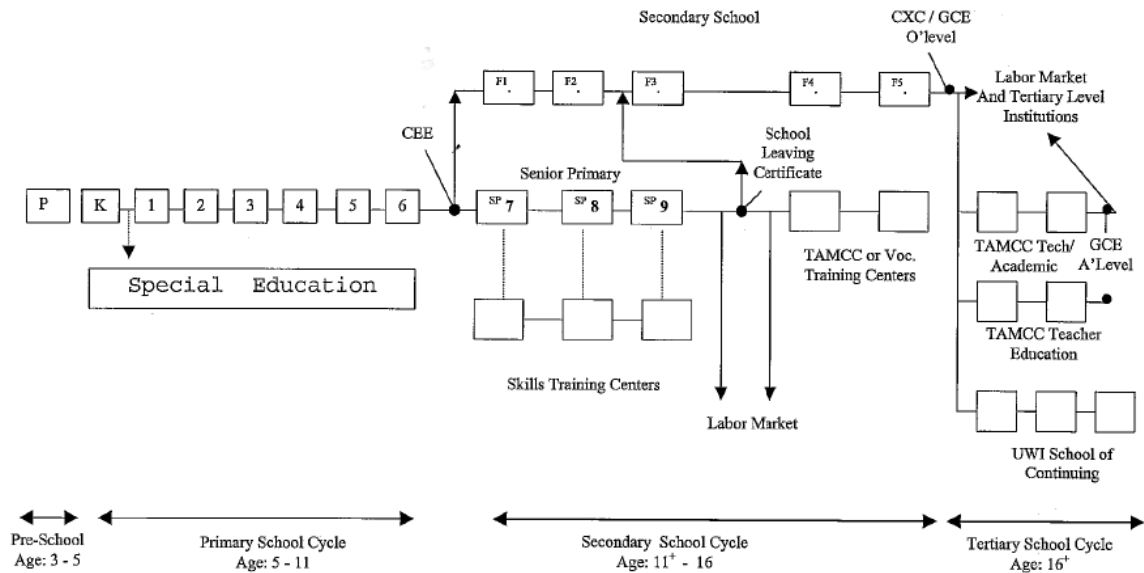 Secondary School
CXC / GCE
O'level
F1
F2
F3
F4
F5
Labor Market
And Tertiary Level
Institutions
CEE
School
Leaving
Certificate
Senior Primary
P
K
1
2
3
4
5
6
SP 7
SP 8
SP 9
TAMCC or Voc.
Training Centers
TAMCC Tech/
Academic
GCE
A'Level
Special Education
TAMCC Teacher
Education
Skills Training Centers
Labor Market
UWI School of
Continuing
Pre-School
Age: 3 - 5
Primary School Cycle
Age: 5 - 11
Secondary School Cycle
Age: 11+ - 16
Tertiary School Cycle
Age: 16+